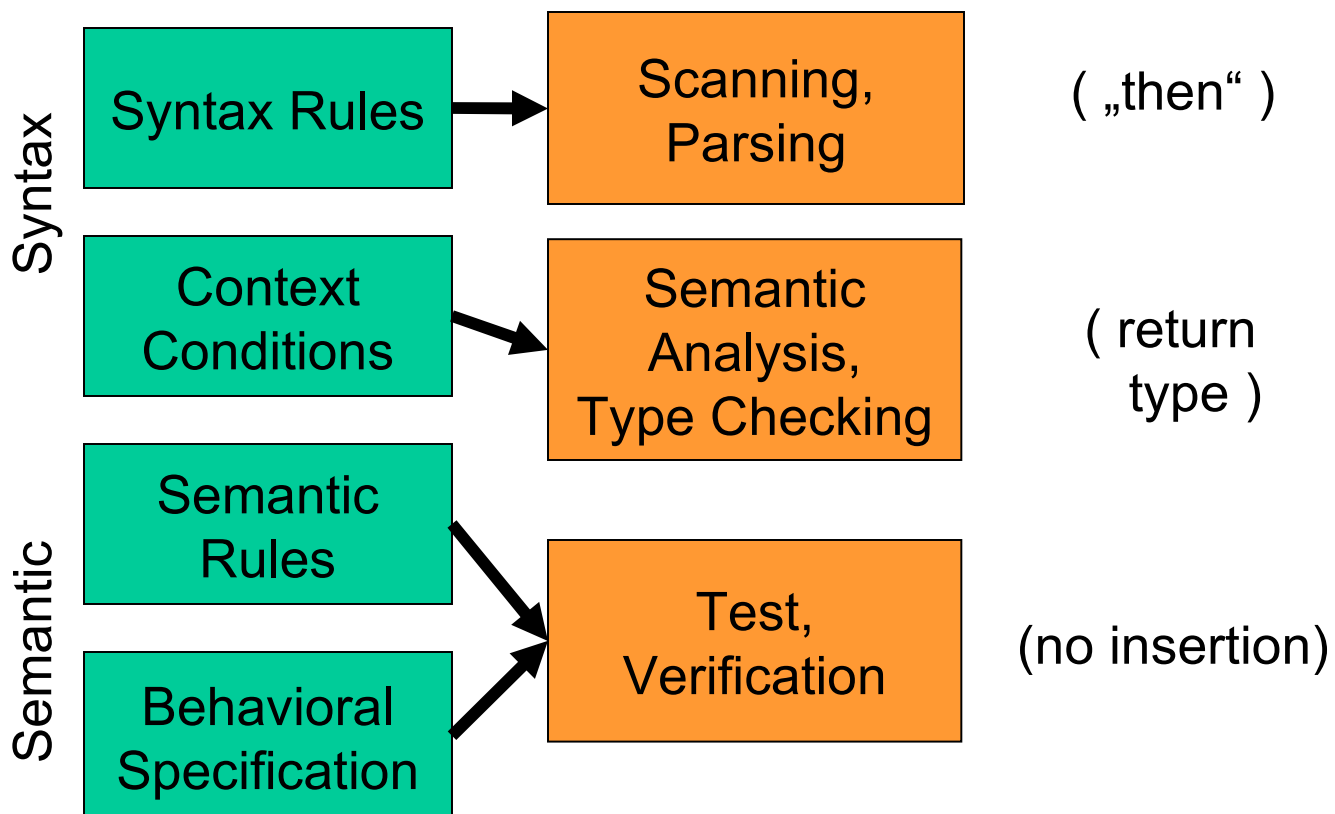 Syntax
Syntax Rules
Scanning,
Parsing
( „then“ )
Context
Conditions
Semantic
Analysis,
Type Checking
( return
type )
Semantic
Semantic
Rules
Test,
Verification
(no insertion)
Behavioral
Specification